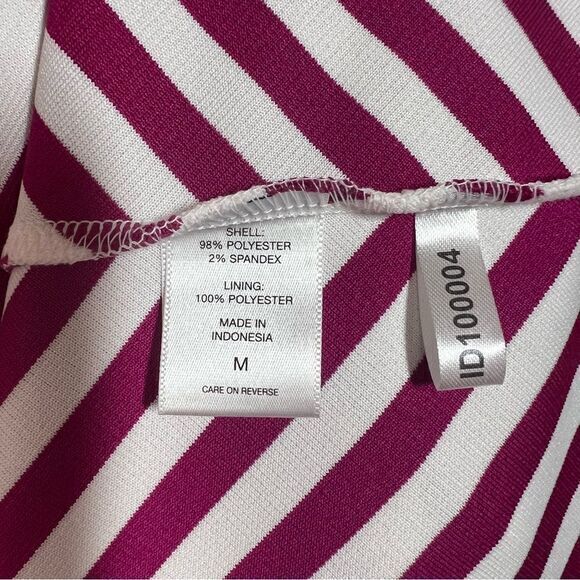 SHELL:
98% POLYESTER
2% SPANDEX
LINING:
100% POLYESTER
MADE IN
INDONESIA
M
CARE ON REVERSE
ID100004